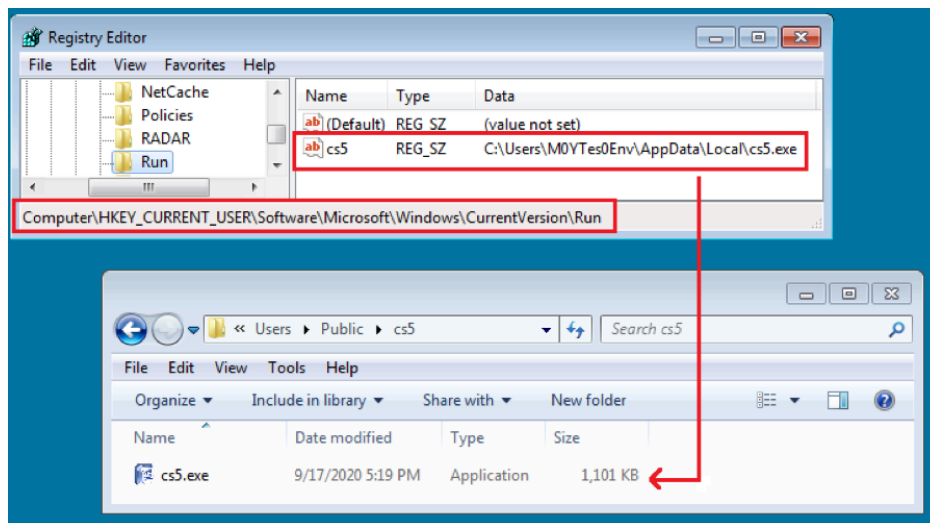 Registry Editor
File Edit View Favorites Help
NetCache
Policies
RADAR
Run
Name Type Data
ab (Default) REG_SZ (value not set)
ab cs5 REG_SZ C:\Users\M0YTes0Env\AppData\Local\cs5.exe
Computer\HKEY_CURRENT_USER\Software\Microsoft\Windows\CurrentVersion\Run
« Users Public cs5
Search cs5
File Edit View Tools Help
Organize Include in library Share with New folder
Name Date modified Type Size
cs5.exe 9/17/2020 5:19 PM Application 1,101 KB